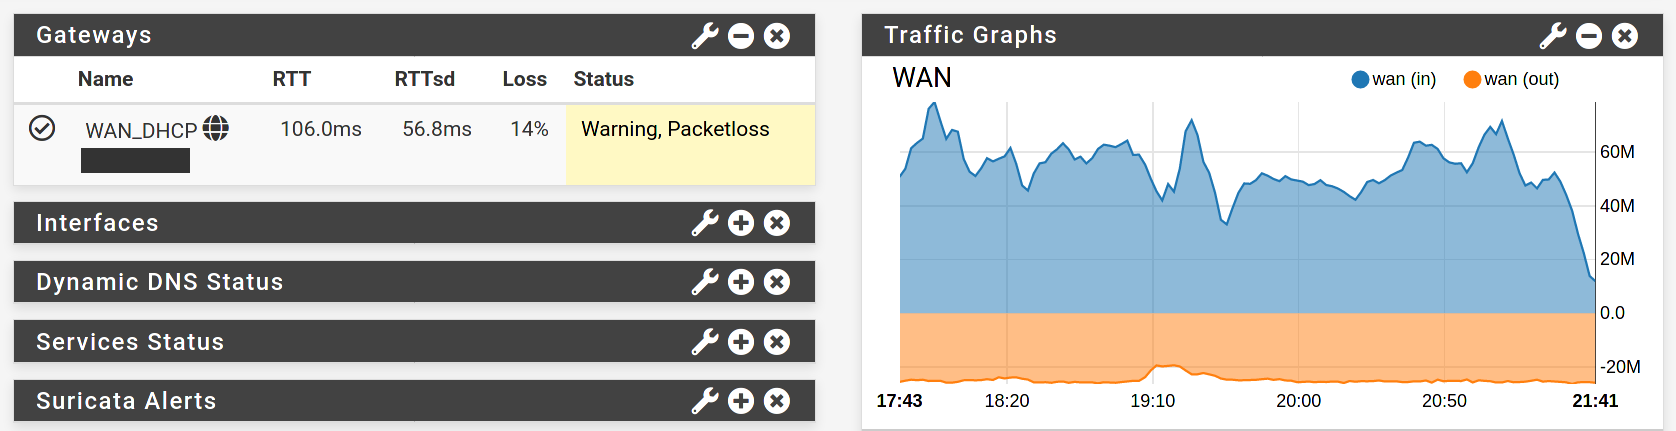 Gateways
Name RTT RTTsd Loss Status
WAN_DHCP 106.0ms 56.8ms 14% Warning, Packetloss
Interfaces
Dynamic DNS Status
Services Status
Suricata Alerts
Traffic Graphs
WAN wan (in) wan (out)
60M
40M
20M
0.0
-20M
17:43 18:20 19:10 20:00 20:50 21:41